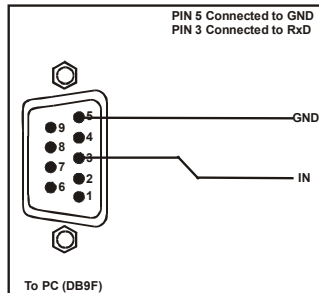 PIN 5 Connected to GND
PIN 3 Connected to RxD
5
9
4
8
3
7
2
6
1
GND
IN
To PC (DB9F)